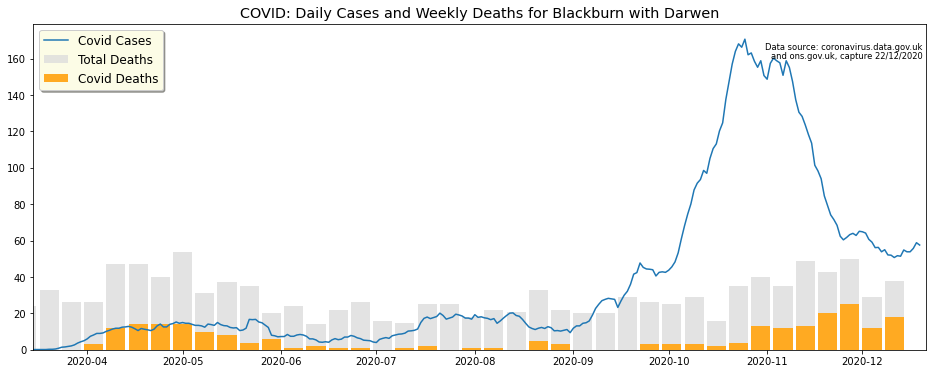 COVID: Daily Cases and Weekly Deaths for Blackburn with Darwen
Covid Cases
Total Deaths
Covid Deaths
Data source: coronavirus.data.gov.uk
and ons.gov.uk, capture 22/12/2020
160
140
120
100
80
60
40
20
0
2020-04 2020-05 2020-06 2020-07 2020-08 2020-09 2020-10 2020-11 2020-12